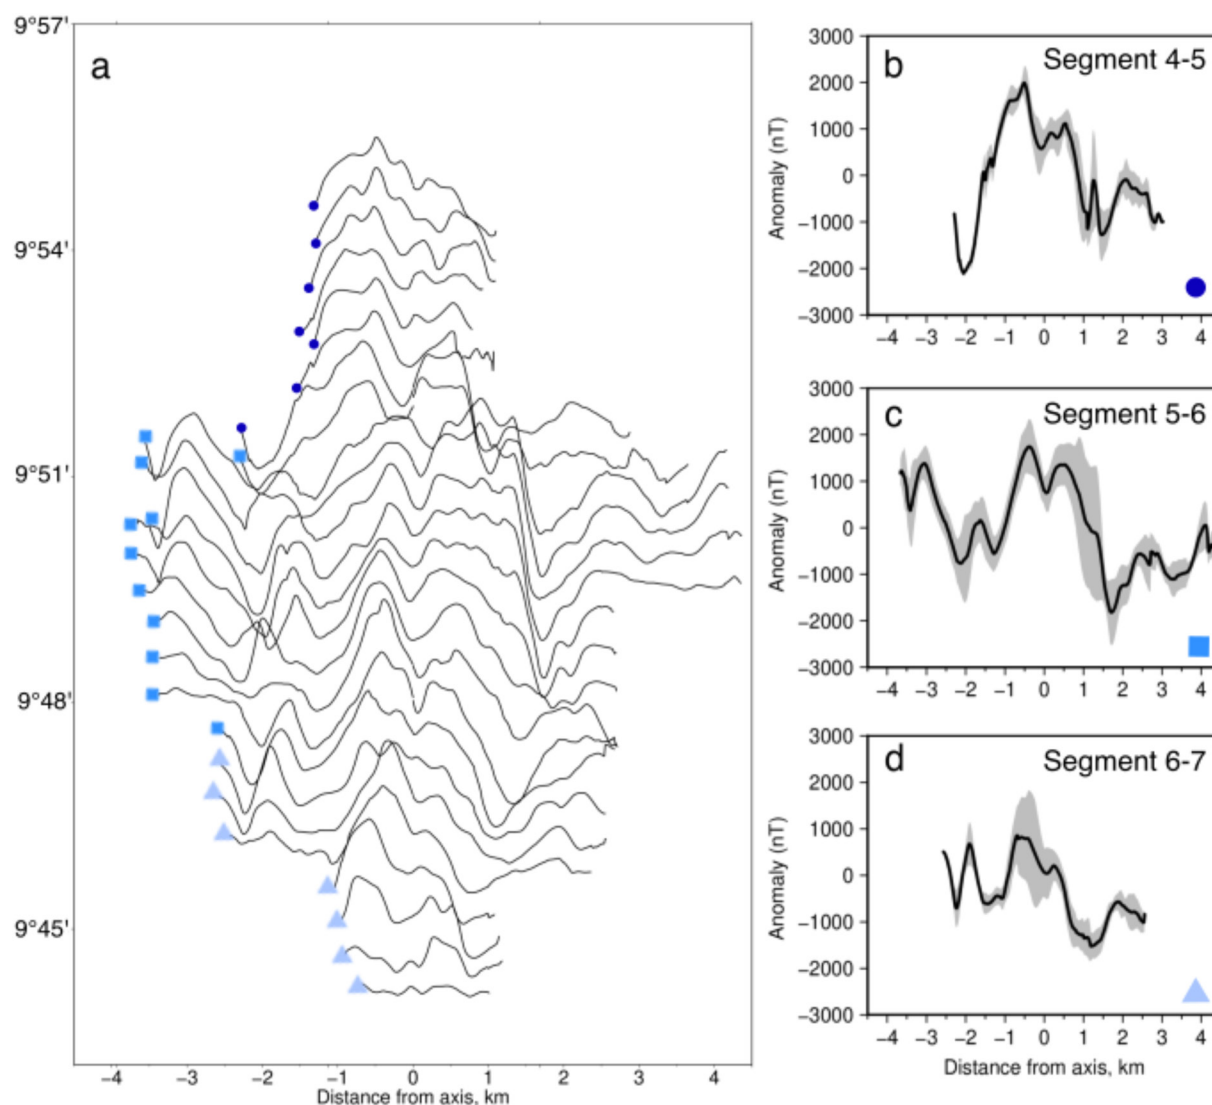 a
9°57'
9°54'
9°51'
9°48'
9°45'
−4 −3 −2 −1 0 1 2 3 4
Distance from axis, km
b
Segment 4-5
Anomaly (nT)
3000
2000
1000
0
−1000
−2000
−3000
−4 −3 −2 −1 0 1 2 3 4
c
Segment 5-6
Anomaly (nT)
3000
2000
1000
0
−1000
−2000
−3000
−4 −3 −2 −1 0 1 2 3 4
d
Segment 6-7
Anomaly (nT)
3000
2000
1000
0
−1000
−2000
−3000
−4 −3 −2 −1 0 1 2 3 4
Distance from axis, km